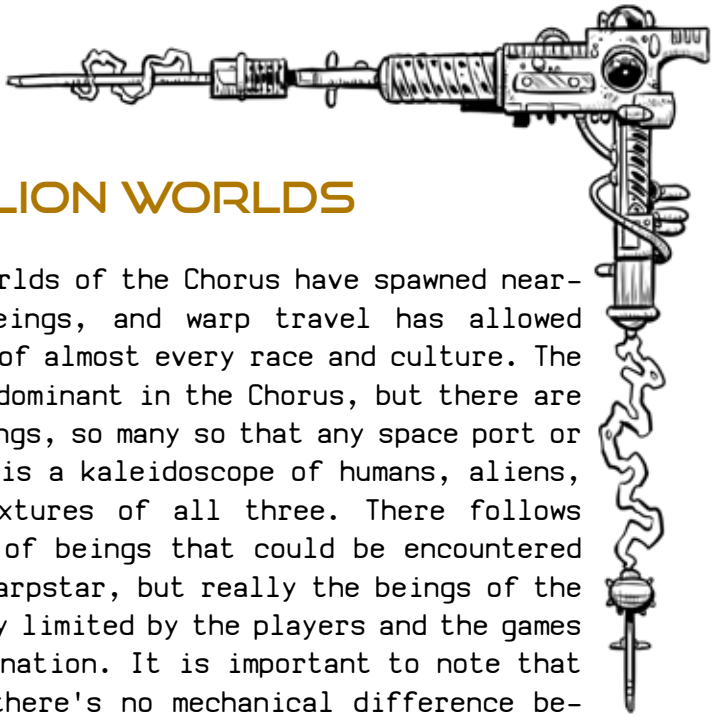 LION WORLDS
rlds of the Chorus have spawned near-
eings, and warp travel has allowed
of almost every race and culture. The
dominant in the Chorus, but there are
ngs, so many so that any space port or
is a kaleidoscope of humans, aliens,
xtures of all three. There follows
of beings that could be encountered
arpstar, but really the beings of the
y limited by the players and the games
nation. It is important to note that
there's no mechanical difference be-